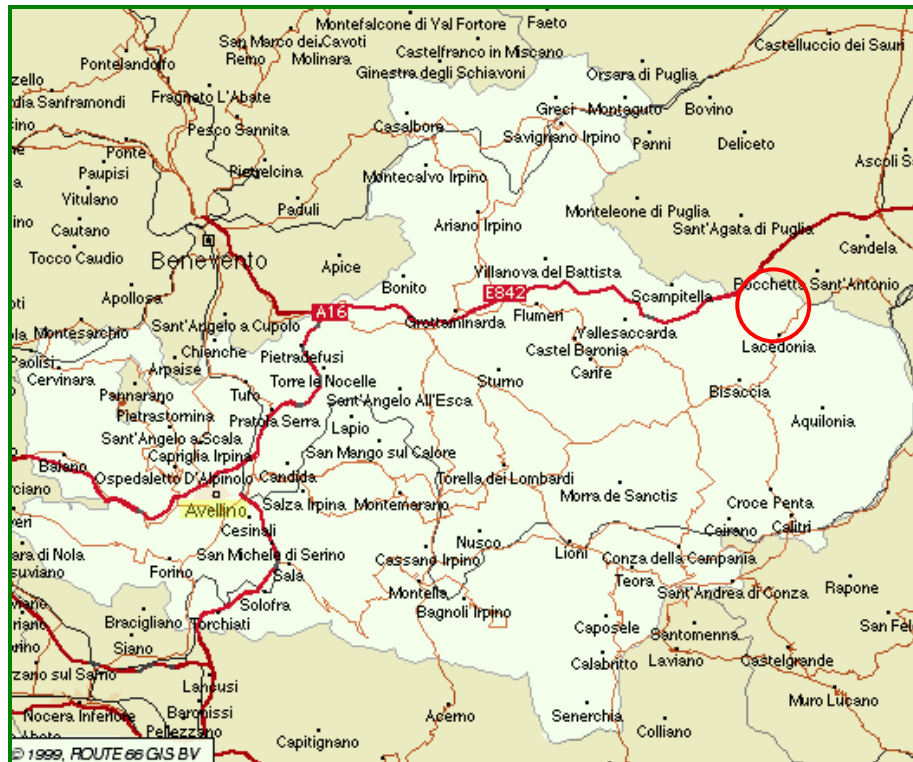 Montefalcone di Val Fortore
Faeto
San Marco dei Cavoti
Castelluccio dei Sauri
Pontelandolfo
Reino
Molinara
Castelfranco in Miscano
Ginestra degli Schiavoni
Orsara di Puglia
Fragneto L'Abate
Greci
Montaguto
Bovino
Casalbore
Savignano Irpino
Pesco Sannita
Panni
Deliceto
Ponte
Paupisi
Pietrelcina
Montecalvo Irpino
Vitulano
Paduli
Monteleone di Puglia
Cautano
Ariano Irpino
Sant'Agata di Puglia
Tocco Caudio
Benevento
Candela
Apice
Villanova del Battista
Bonito
E842
Scampitella
Rocchetta Sant'Antonio
Apollosa
A16
Sant'Angelo a Cupolo
Grottaminarda
Flumeri
Vallesaccarda
Montesarchio
Chianche
Pietradefusi
Castel Baronia
Lacedonia
Paolisi
Arpaise
Carife
Cervinara
Torre le Nocelle
Sturno
Pannarano
Tufo
Sant'Angelo All'Esca
Bisaccia
Pietrastornina
Pratola Serra
Lapio
Aquilonia
Sant'Angelo a Scala
San Mango sul Calore
Baiano
Capriglia Irpina
Ospedaletto D'Alpinolo
Candida
Torella dei Lombardi
Salza Irpina
Montemarano
Morra de Sanctis
Croce Penta
Avellino
Cesinali
Cairano
Calitri
Nusco
San Michele di Serino
Cassano Irpino
Lioni
Conza della Campania
Forino
Sala
Teora
Montella
Sant'Andrea di Conza
Rapone
Solofra
Bagnoli Irpino
Bracigliano
Torchiati
Caposele
Santomenna
Siano
Calabritto
Laviano
Castelgrande
Lancusi
Muro Lucano
Nocera Inferiore
Baronissi
Acerno
Senerchia
Pellezzano
Capitignano
Colliano
© 1999, ROUTE 66 GIS BV